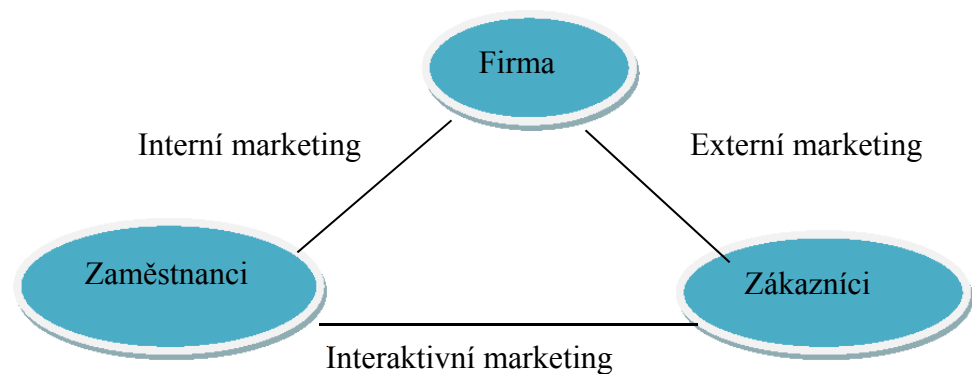 Firma
Interní marketing
Externí marketing
Zaměstnanci
Zákazníci
Interaktivní marketing